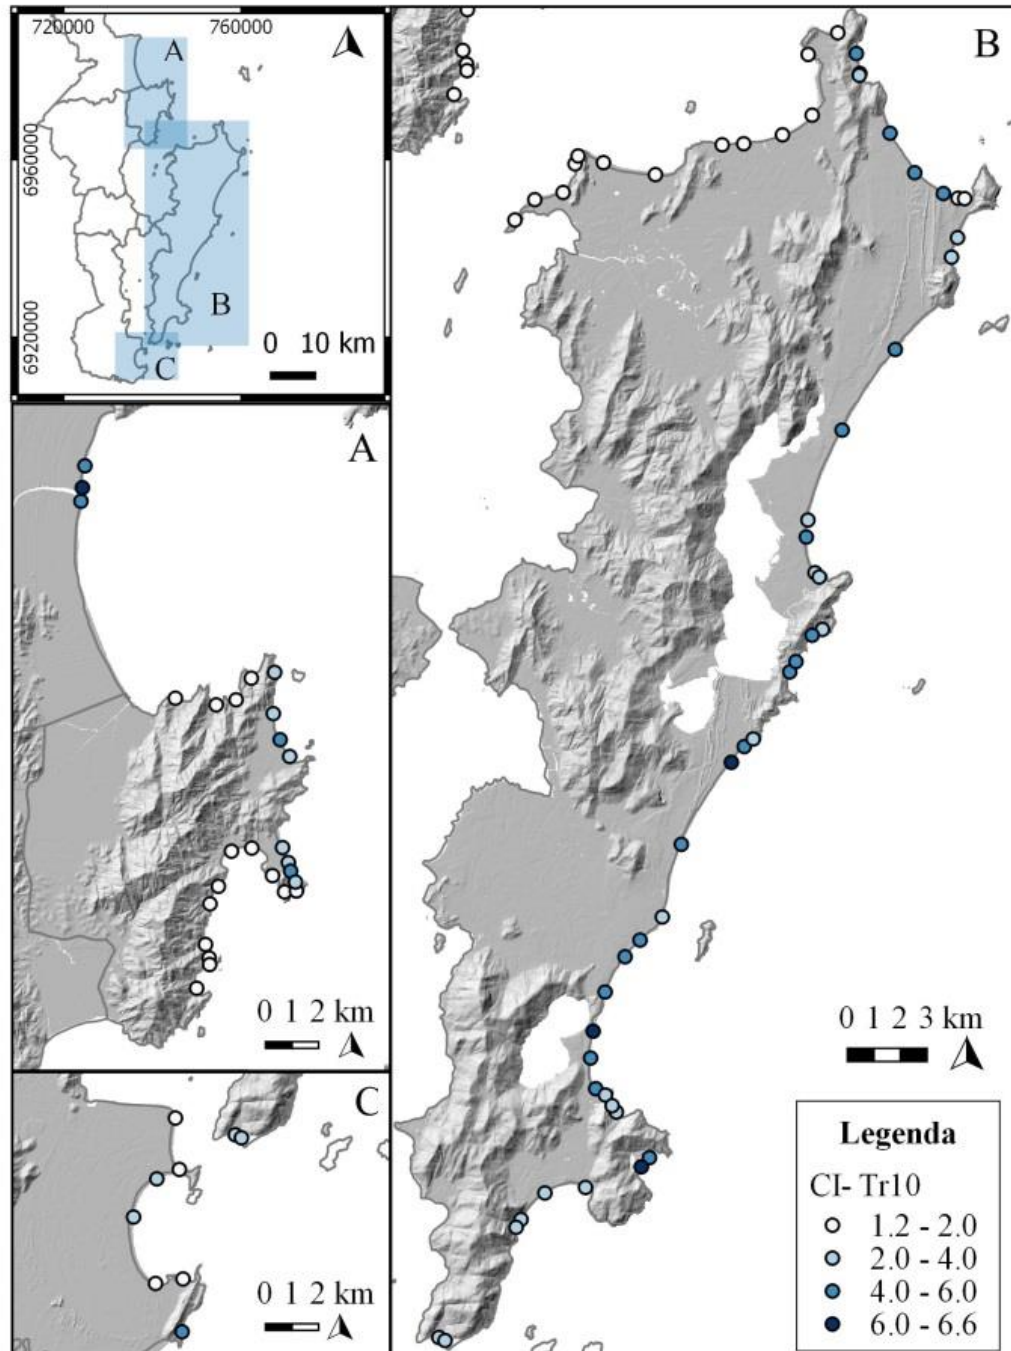 720000 760000
A
6960000
B
6920000
0 10 km
C
A
0 1 2 km
C
0 1 2 km
B
0 1 2 3 km
Legenda
CI- Tr10
1.2 - 2.0
2.0 - 4.0
4.0 - 6.0
6.0 - 6.6